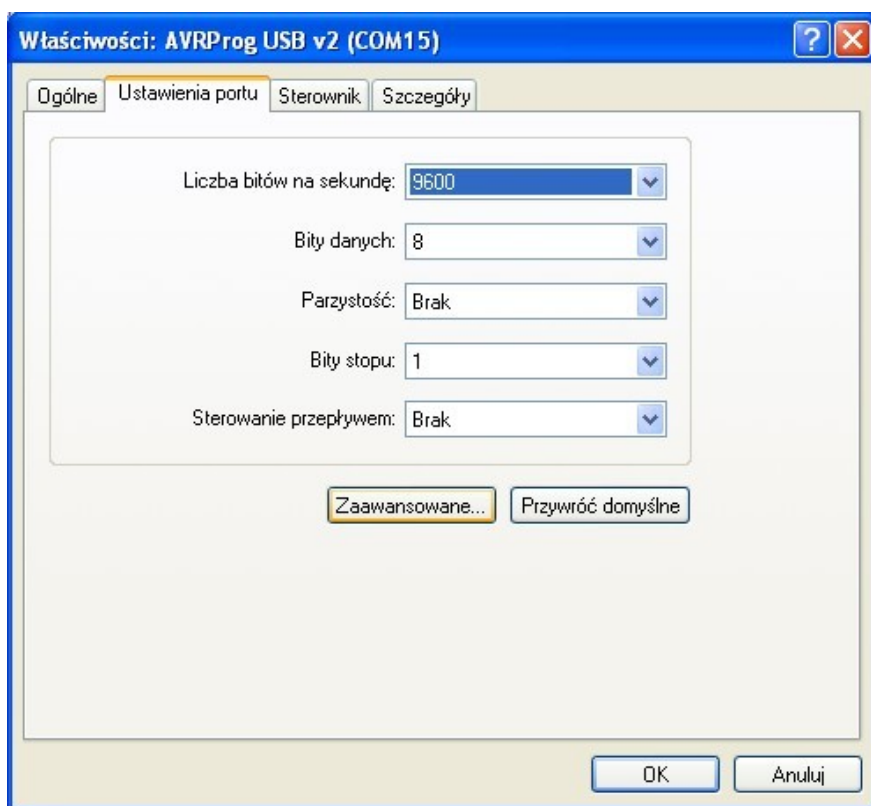 Właściwości: AVRProg USB v2 (COM15)
Ogólne Ustawienia portu Sterownik Szczegóły
Liczba bitów na sekundę: 9600
Bity danych: 8
Parzystość: Brak
Bity stopu: 1
Sterowanie przepływem: Brak
Zaawansowane... Przywróć domyślne
OK Anuluj